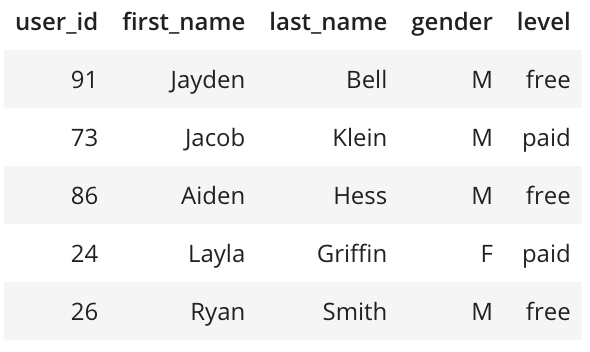 user_id first_name last_name gender level
91 Jayden Bell M free
73 Jacob Klein M paid
86 Aiden Hess M free
24 Layla Griffin F paid
26 Ryan Smith M free